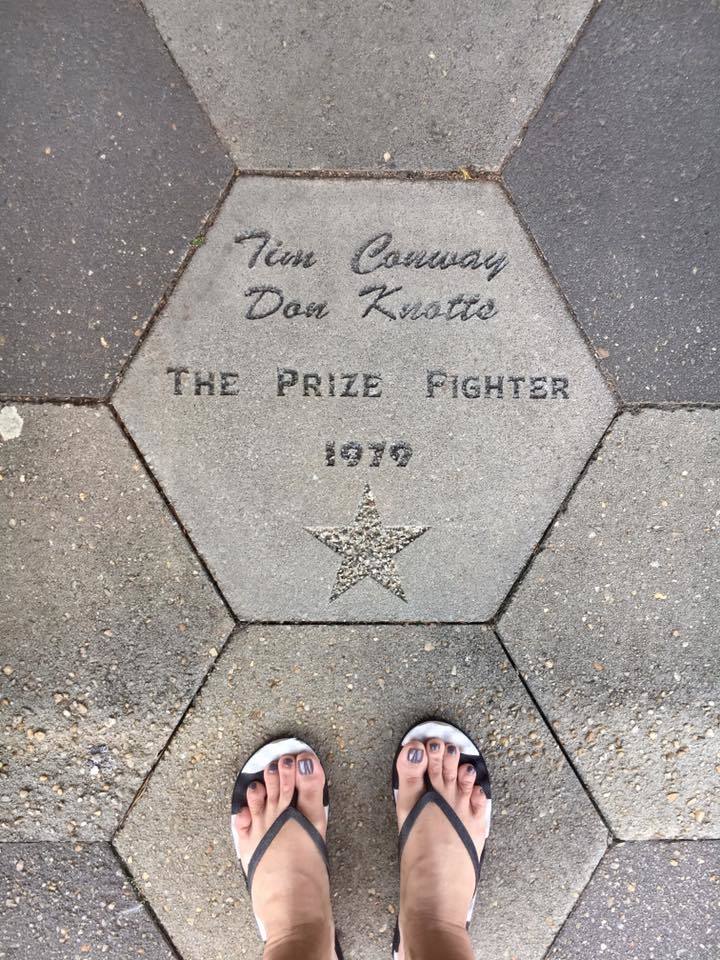 Tim Conway
Don Knotts
THE PRIZE FIGHTER
1979